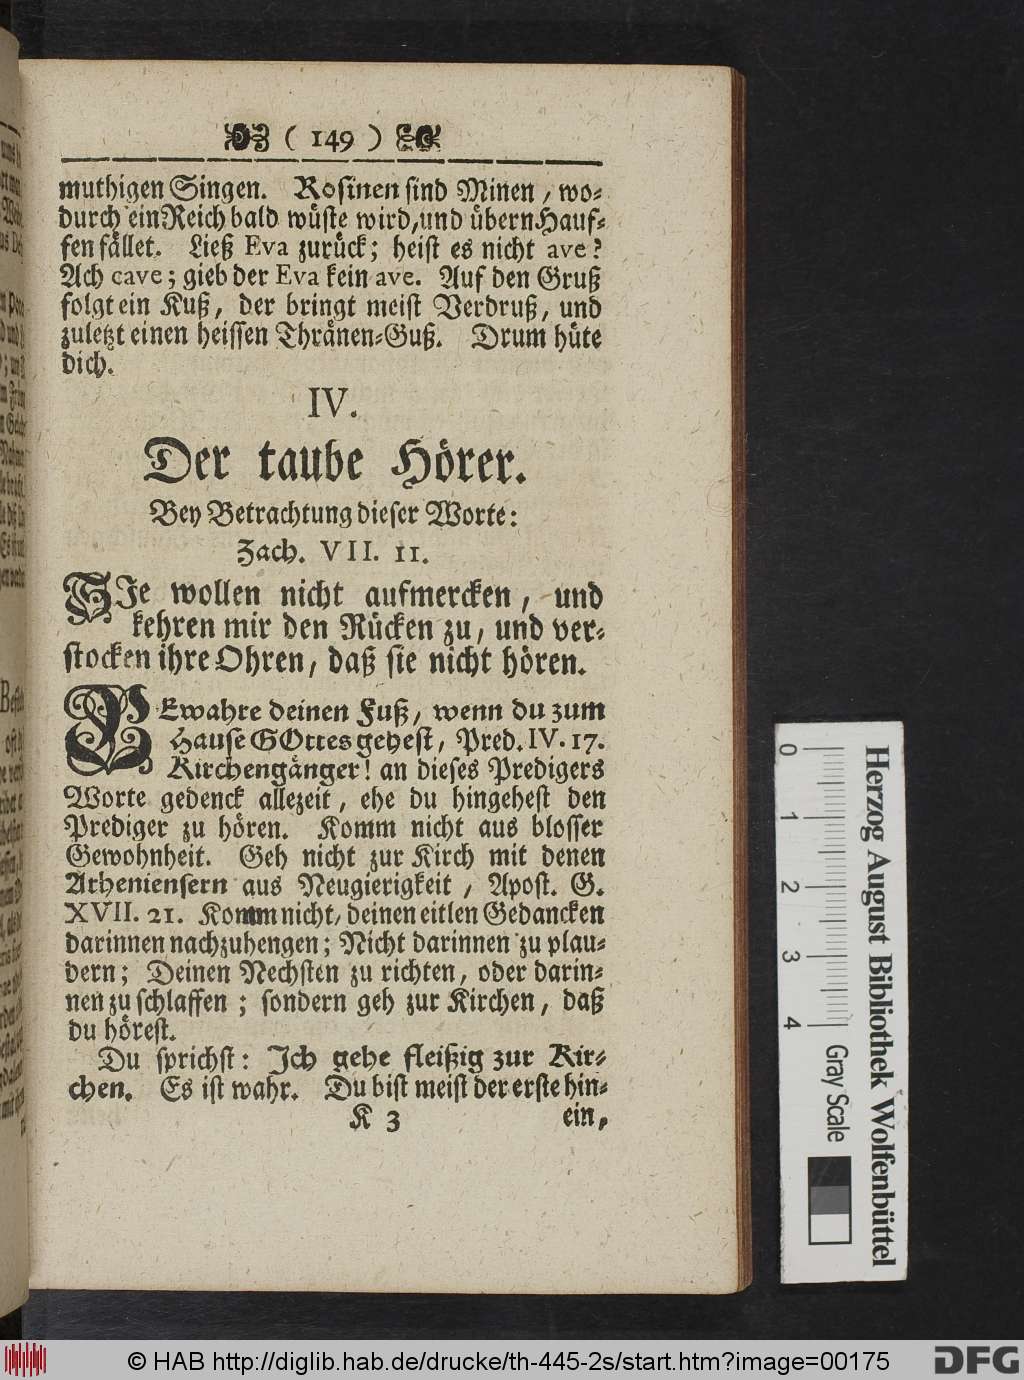 ( 149 )
muthigen Singen. Rosinen sind Minen, wo-
durch ein Reich bald wüste wird, und übern Hauf-
fen fället. Ließ Eva zurück; heist es nicht ave?
Ach cave; gieb der Eva kein ave. Auf den Gruß
folgt ein Kuß, der bringt meist Verdruß, und
zuletzt einen heissen Thränen-Guß. Drum hüte
dich.
IV.
Der taube Hörer.
Bey Betrachtung dieser Worte:
Zach. VII. 11.
SIe wollen nicht aufmercken, und
kehren mir den Rücken zu, und ver-
stocken ihre Ohren, daß sie nicht hören.
BEwahre deinen Fuß, wenn du zum
Hause GOttes gehest, Pred. IV. 17.
Kirchengänger! an dieses Predigers
Worte gedenck allezeit, ehe du hingehest den
Prediger zu hören. Komm nicht aus blosser
Gewohnheit. Geh nicht zur Kirch mit denen
Atheniensern aus Neugierigkeit, Apost. G.
XVII. 21. Komm nicht, deinen eitlen Gedancken
darinnen nachzuhengen; Nicht darinnen zu plau-
dern; Deinen Nechsten zu richten, oder darin-
nen zu schlaffen; sondern geh zur Kirchen, daß
du hörest.
Du sprichst: Ich gehe fleißig zur Kir-
chen. Es ist wahr. Du bist meist der erste hin-
K 3 ein,
0 1 2 3 4 Gray Scale
Herzog August Bibliothek Wolfenbüttel
© HAB http://diglib.hab.de/drucke/th-445-2s/start.htm?image=00175
DFG